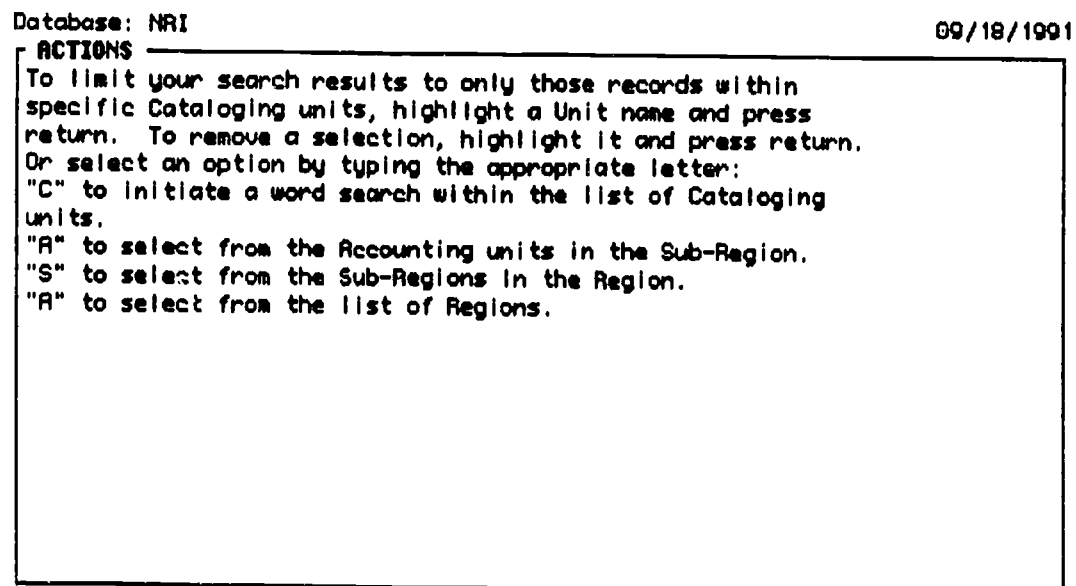 Database: NRI
09/18/1991
ACTIONS
To limit your search results to only those records within
specific Cataloging units, highlight a Unit name and press
return. To remove a selection, highlight it and press return.
Or select an option by typing the appropriate letter:
"C" to initiate a word search within the list of Cataloging
units.
"A" to select from the Accounting units in the Sub-Region.
"S" to select from the Sub-Regions in the Region.
"R" to select from the list of Regions.